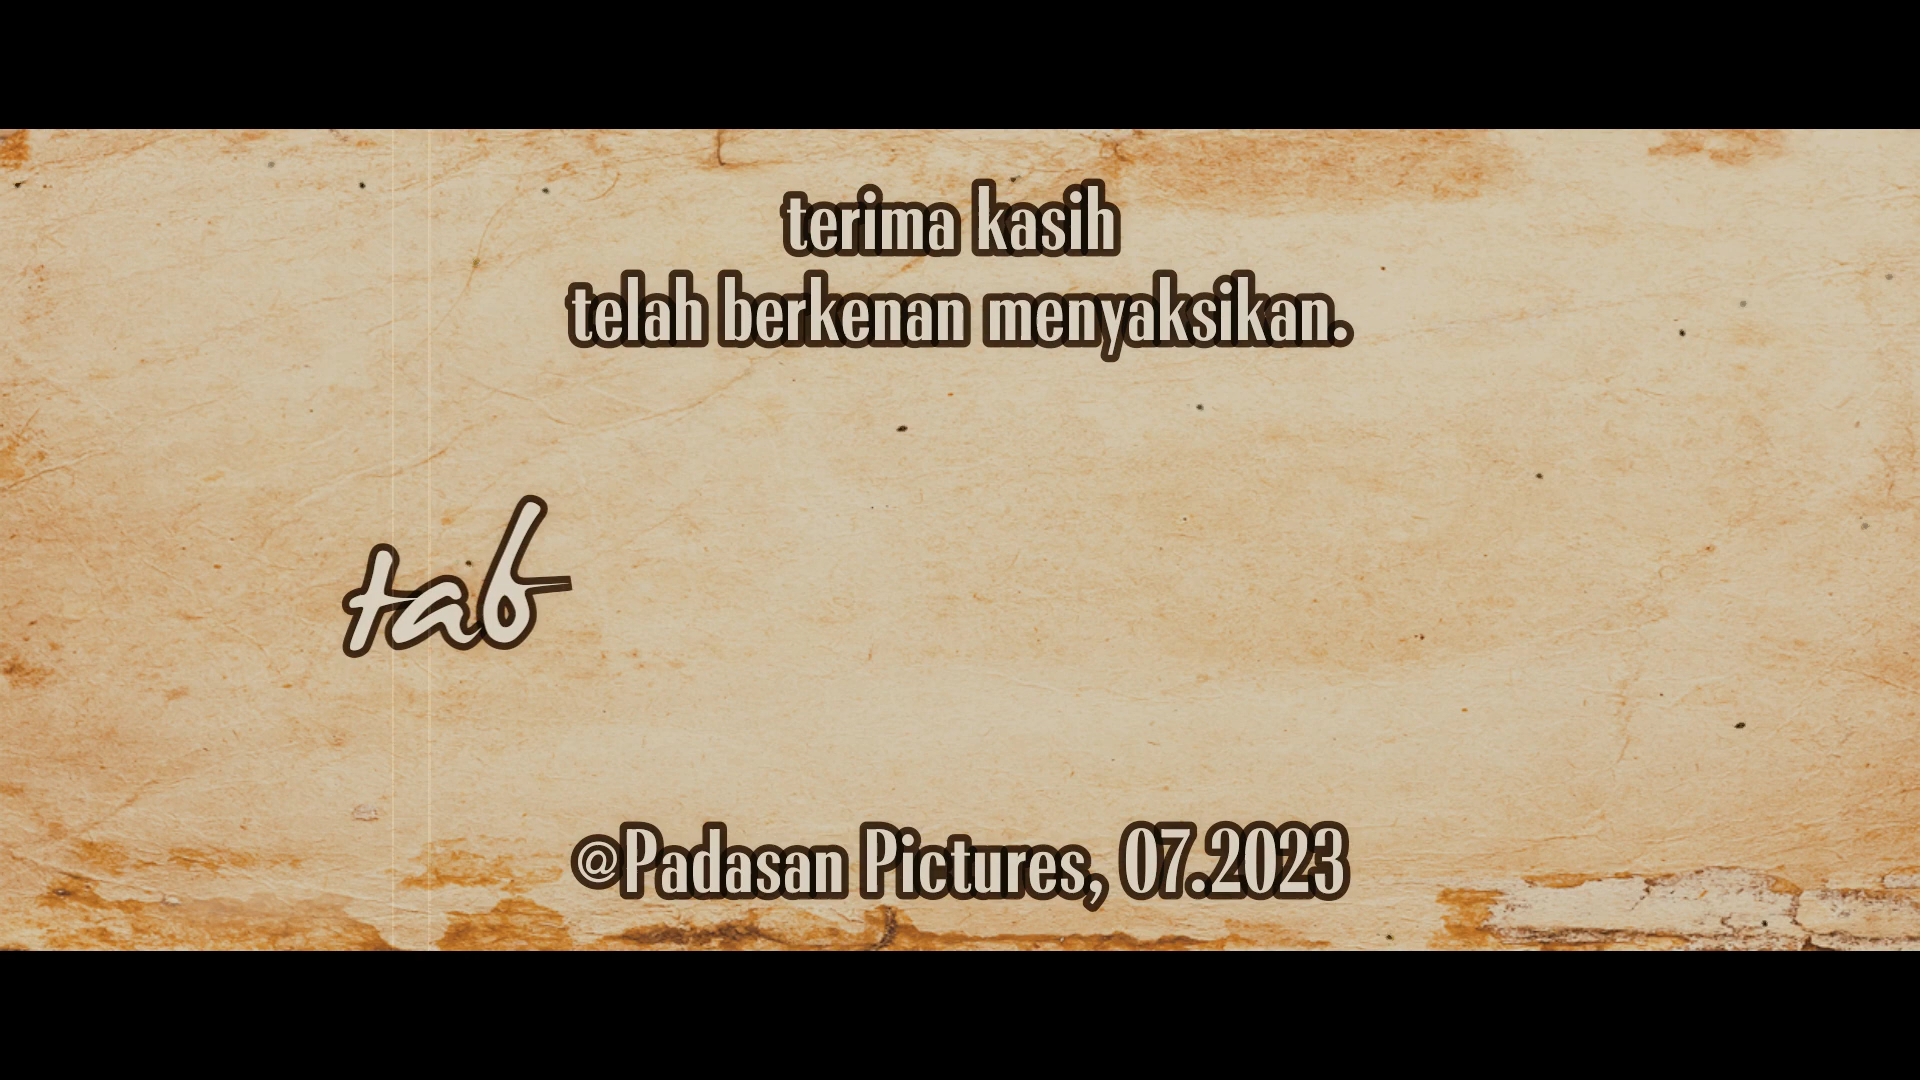 terima kasih
telah berkenan menyaksikan.
tab
@Padasan Pictures, 07.2023